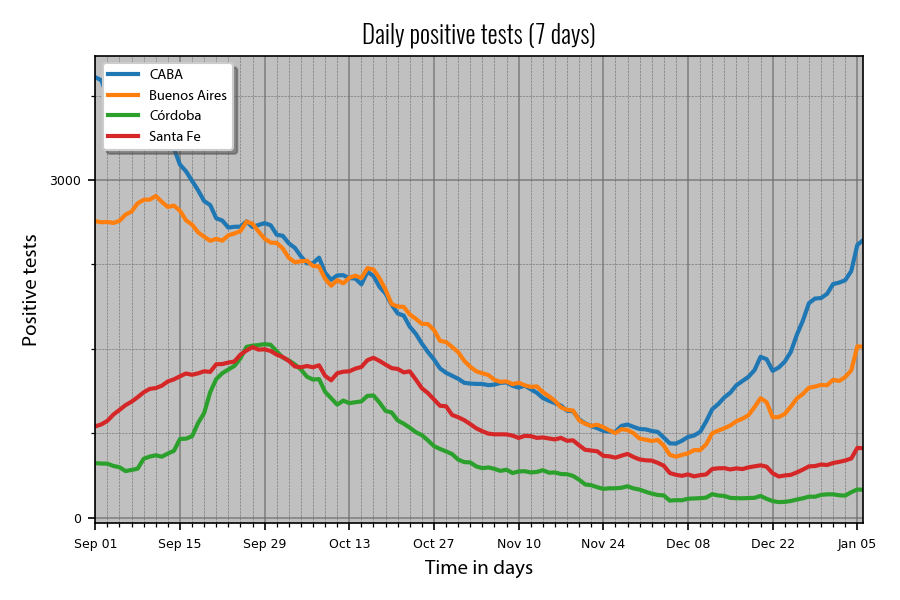 Daily positive tests (7 days)
CABA
Buenos Aires
Córdoba
Santa Fe
Positive tests
3000
0
Sep 01 Sep 15 Sep 29 Oct 13 Oct 27 Nov 10 Nov 24 Dec 08 Dec 22 Jan 05
Time in days